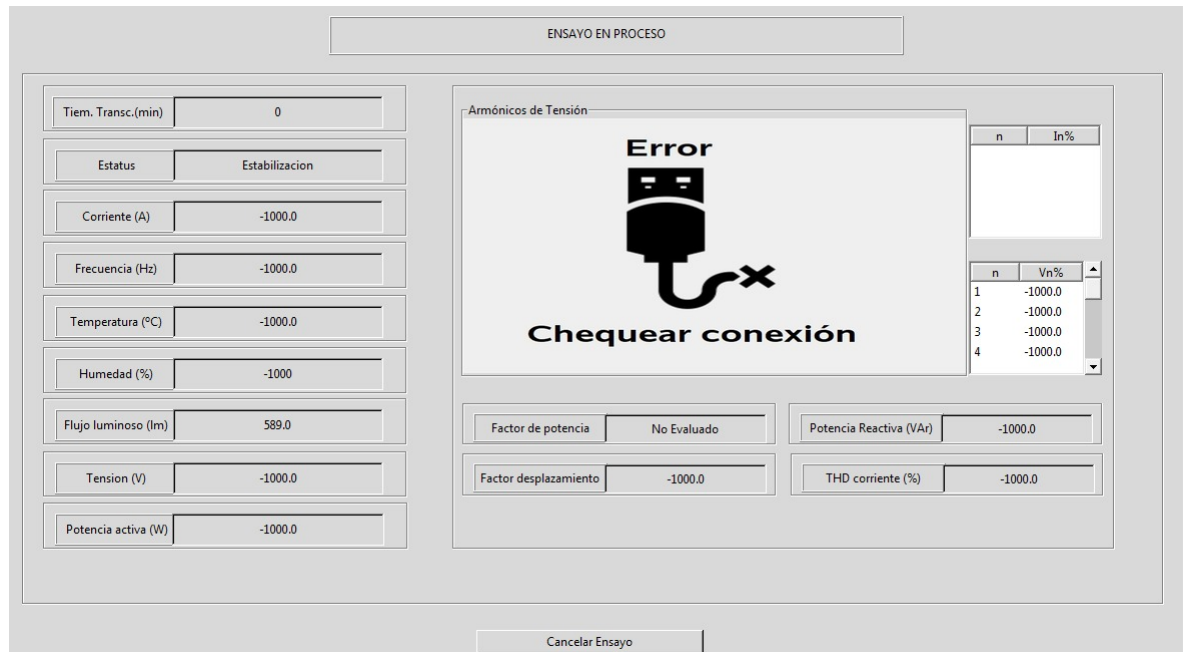 ENSAYO EN PROCESO
Tiem. Transc.(min) 0
Estatus Estabilizacion
Corriente (A) -1000.0
Frecuencia (Hz) -1000.0
Temperatura (ºC) -1000.0
Humedad (%) -1000
Flujo luminoso (lm) 589.0
Tension (V) -1000.0
Potencia activa (W) -1000.0
Armónicos de Tensión
Error
Chequear conexión
n In%
n Vn%
1 -1000.0
2 -1000.0
3 -1000.0
4 -1000.0
Factor de potencia No Evaluado
Potencia Reactiva (VAr) -1000.0
Factor desplazamiento -1000.0
THD corriente (%) -1000.0
Cancelar Ensayo